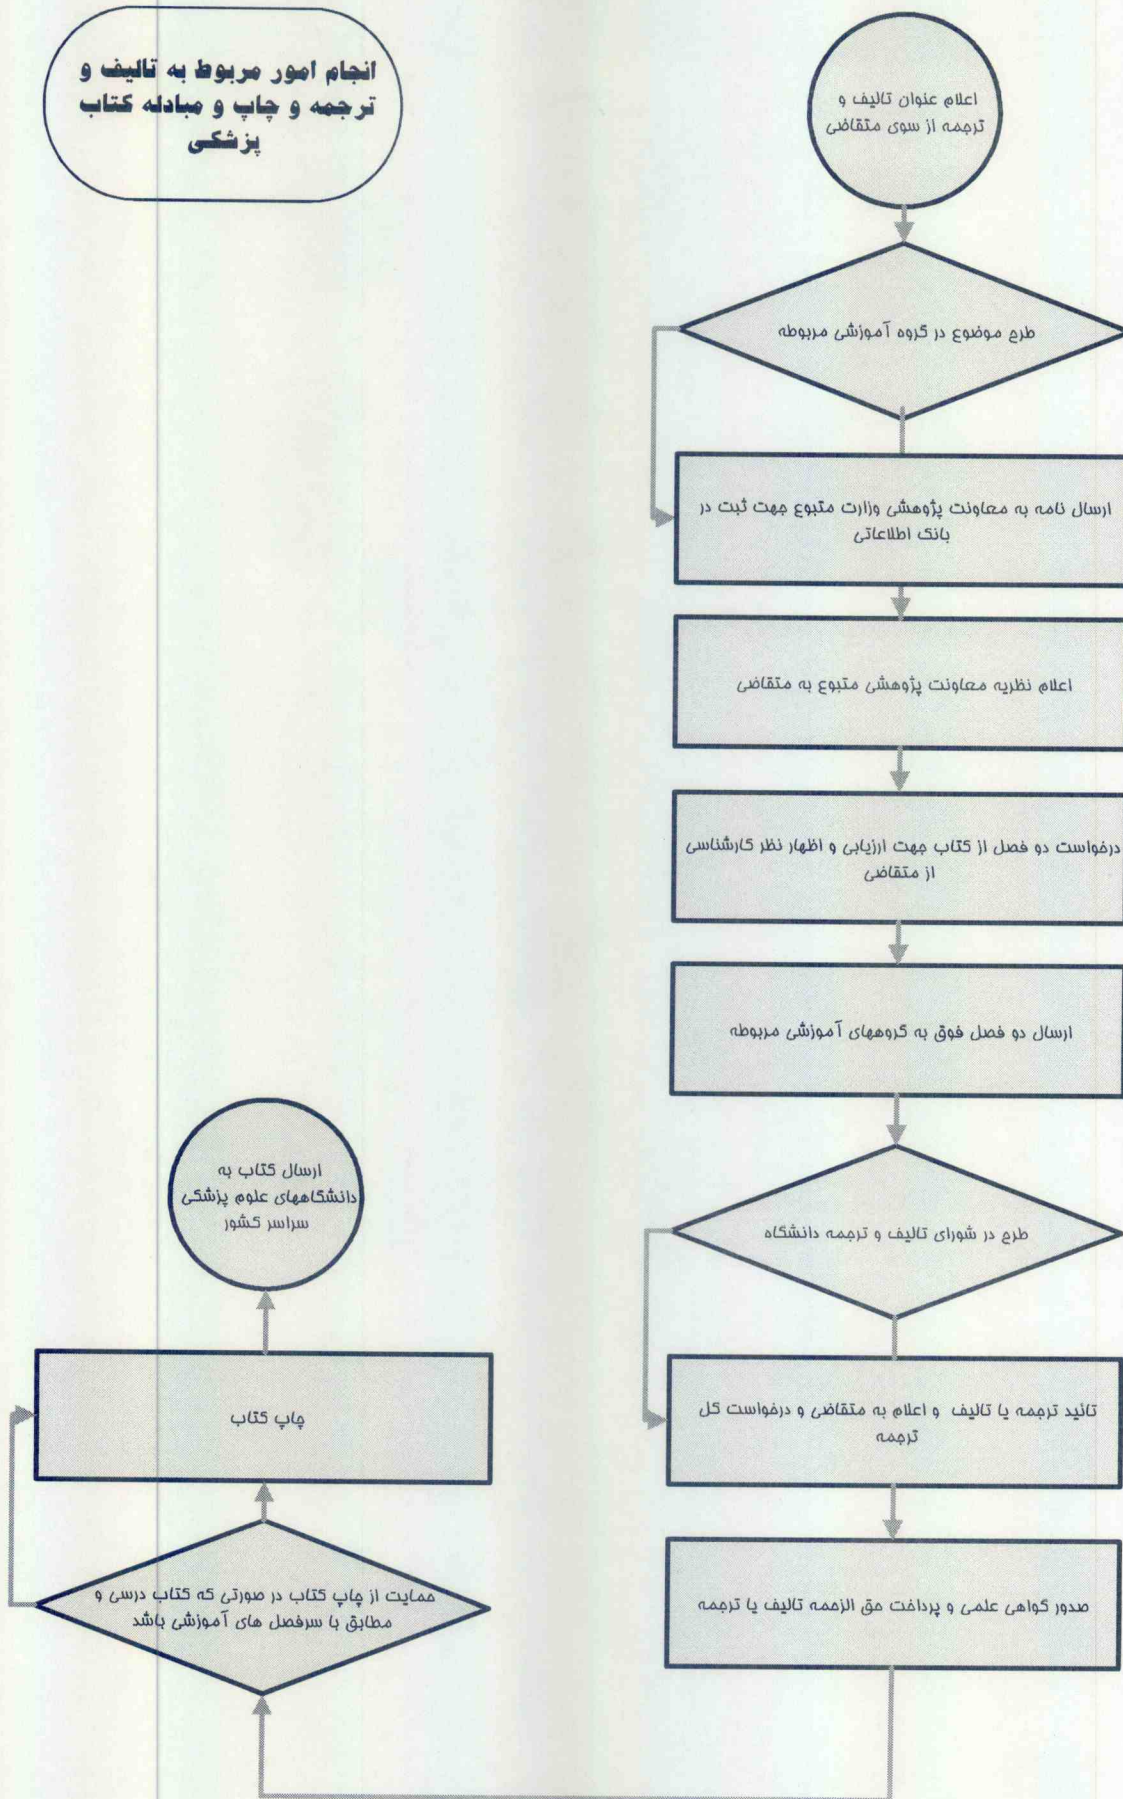 انجام امور مربوط به تالیف و
ترجمه و چاپ و مبادله کتاب
پزشکی
اعلام عنوان تالیف و
ترجمه از سوی متقاضی
طرح موضوع در گروه آموزشی مربوطه
ارسال نامه به معاونت پژوهشی وزارت متبوع جهت ثبت در
بانک اطلاعاتی
اعلام نظریه معاونت پژوهشی متبوع به متقاضی
درخواست دو فصل از کتاب جهت ارزیابی و اظهار نظر کارشناسی
از متقاضی
ارسال دو فصل فوق به گروههای آموزشی مربوطه
طرح در شورای تالیف و ترجمه دانشگاه
تائید ترجمه یا تالیف و اعلام به متقاضی و درخواست کل
ترجمه
صدور گواهی علمی و پرداخت حق الزحمه تالیف یا ترجمه
حمایت از چاپ کتاب در صورتی که کتاب درسی و
مطابق با سرفصل های آموزشی باشد
چاپ کتاب
ارسال کتاب به
دانشگاههای علوم پزشکی
سراسر کشور